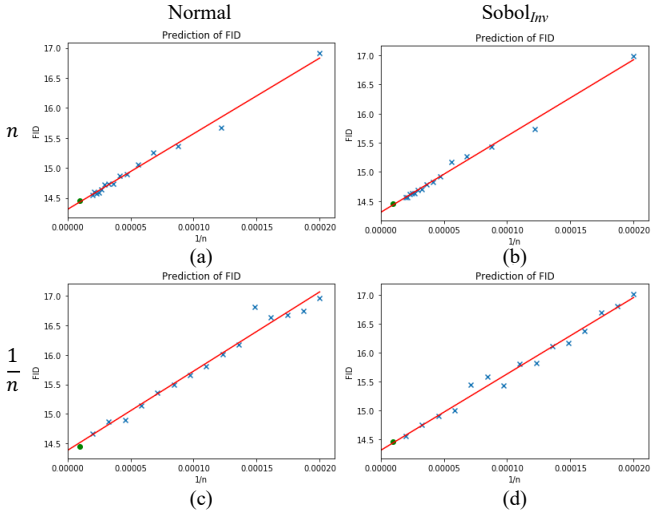 Normal
Sobol_Inv
Prediction of FID
17.0
16.5
16.0
15.5
15.0
14.5
FID
0.00000
0.00005
0.00010
0.00015
0.00020
1/n
(a)
n
Prediction of FID
17.0
16.5
16.0
15.5
15.0
14.5
FID
0.00000
0.00005
0.00010
0.00015
0.00020
1/n
(b)
Prediction of FID
17.0
16.5
16.0
15.5
15.0
14.5
FID
0.00000
0.00005
0.00010
0.00015
0.00020
1/n
(c)
1/n
Prediction of FID
17.0
16.5
16.0
15.5
15.0
14.5
FID
0.00000
0.00005
0.00010
0.00015
0.00020
1/n
(d)